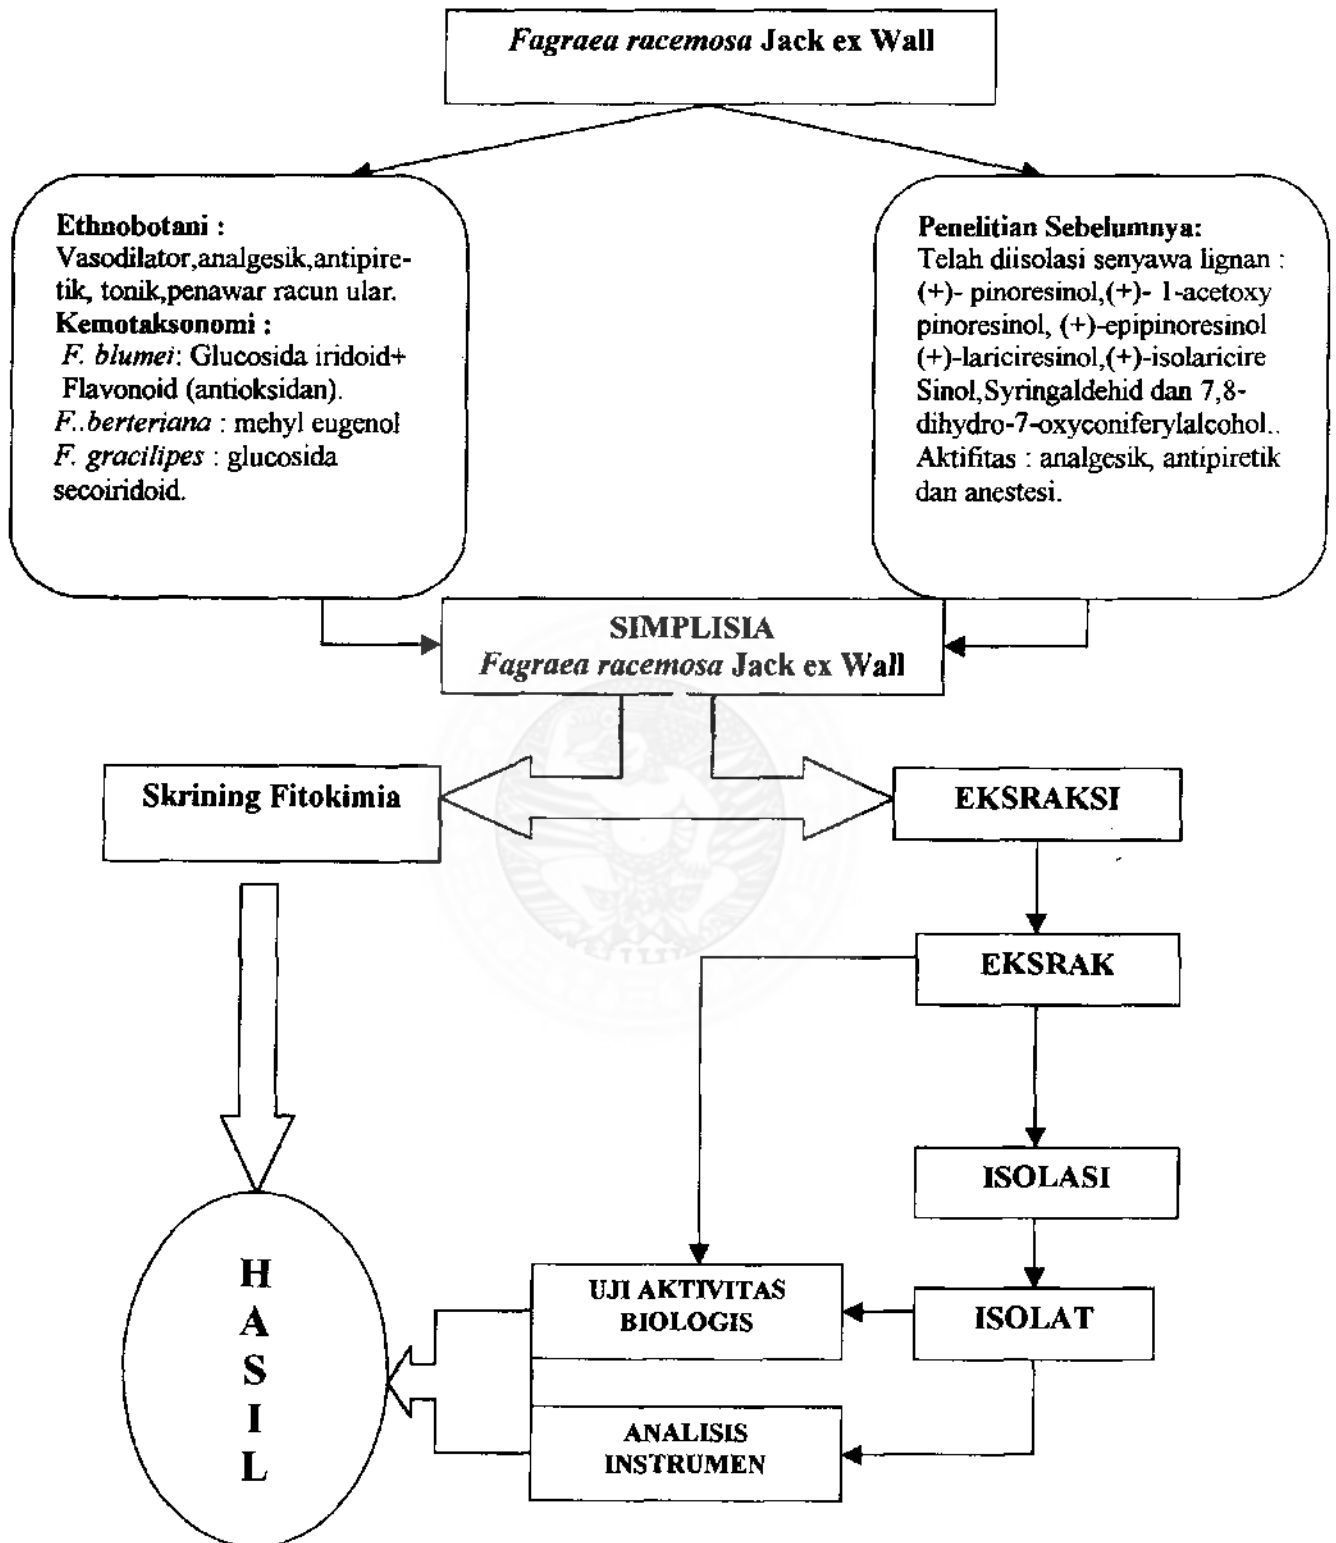 Fagraea racemosa Jack ex Wall
Ethnobotani :
Vasodilator,analgesik,antipire-
tik, tonik,penawar racun ular.
Kemotaksonomi :
F. blumei: Glucosida iridoid+
Flavonoid (antioksidan).
F..berteriana : mehyl eugenol
F. gracilipes : glucosida
secoiridoid.
Penelitian Sebelumnya:
Telah diisolasi senyawa lignan :
(+)- pinoresinol,(+)- 1-acetoxy
pinoresinol, (+)-epipinoresinol
(+)-lariciresinol,(+)-isolaricire
Sinol,Syringaldehid dan 7,8-
dihydro-7-oxyconiferylalcohol..
Aktifitas : analgesik, antipiretik
dan anestesi.
SIMPLISIA
Fagraea racemosa Jack ex Wall
Skrining Fitokimia
EKSRAKSI
EKSRAK
ISOLASI
ISOLAT
UJI AKTIVITAS
BIOLOGIS
ANALISIS
INSTRUMEN
H
A
S
I
L